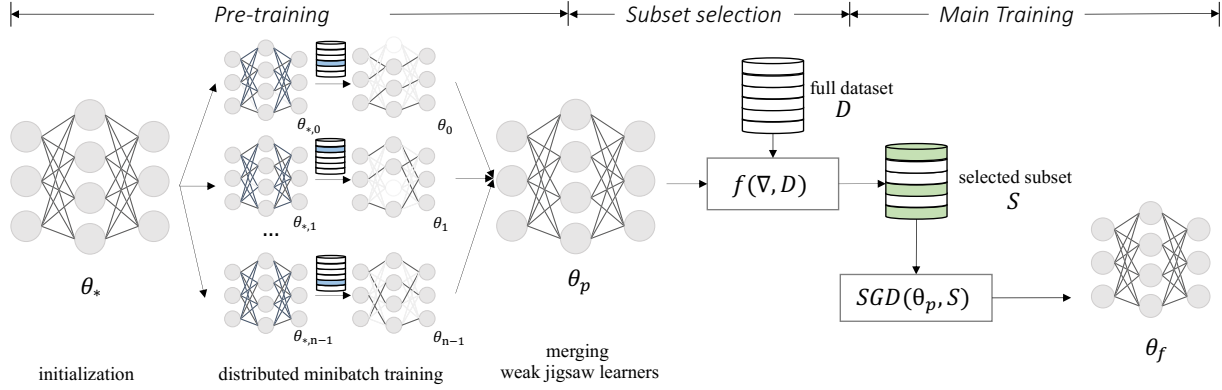 Pre-training
Subset selection
Main Training
θ*
θ*,0
θ0
θ*,1
θ1
...
θ*,n−1
θn−1
θp
full dataset
D
f(∇, D)
selected subset
S
SGD(θp, S)
θf
initialization
distributed minibatch training
merging
weak jigsaw learners